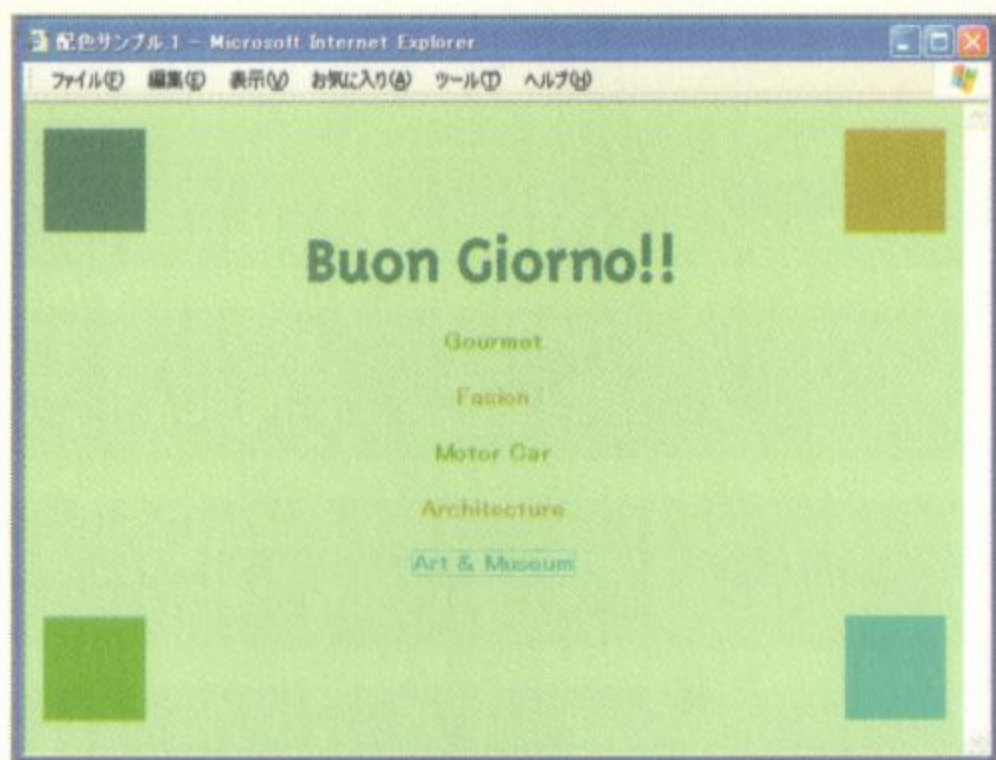 配色サンプル 1 - Microsoft Internet Explorer
ファイル(F) 編集(E) 表示(V) お気に入り(A) ツール(T) ヘルプ(H)
Buon Giorno!!
Gourmet
Fasion
Motor Car
Architecture
Art & Museum